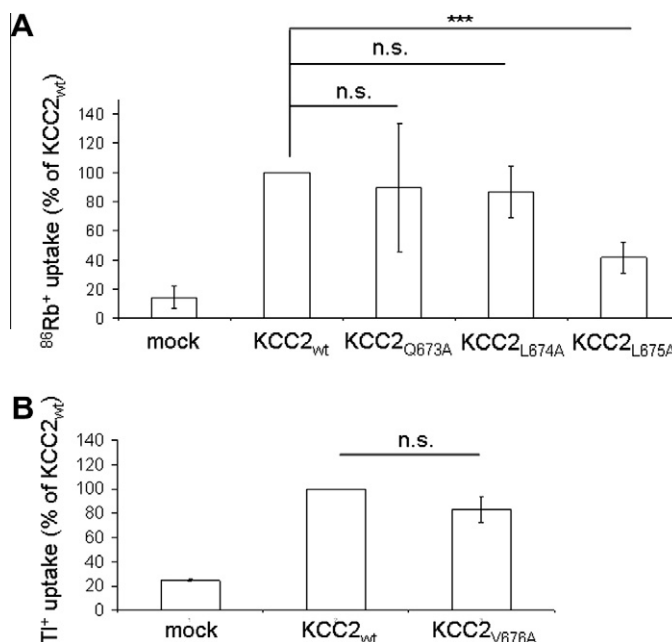 A
***
n.s.
n.s.
⁸⁶Rb⁺ uptake (% of KCC2wt)
140
120
100
80
60
40
20
0
mock KCC2wt KCC2Q673A KCC2L674A KCC2L675A
B
n.s.
Tl⁺ uptake (% of KCC2wt)
140
120
100
80
60
40
20
0
mock KCC2wt KCC2V676A